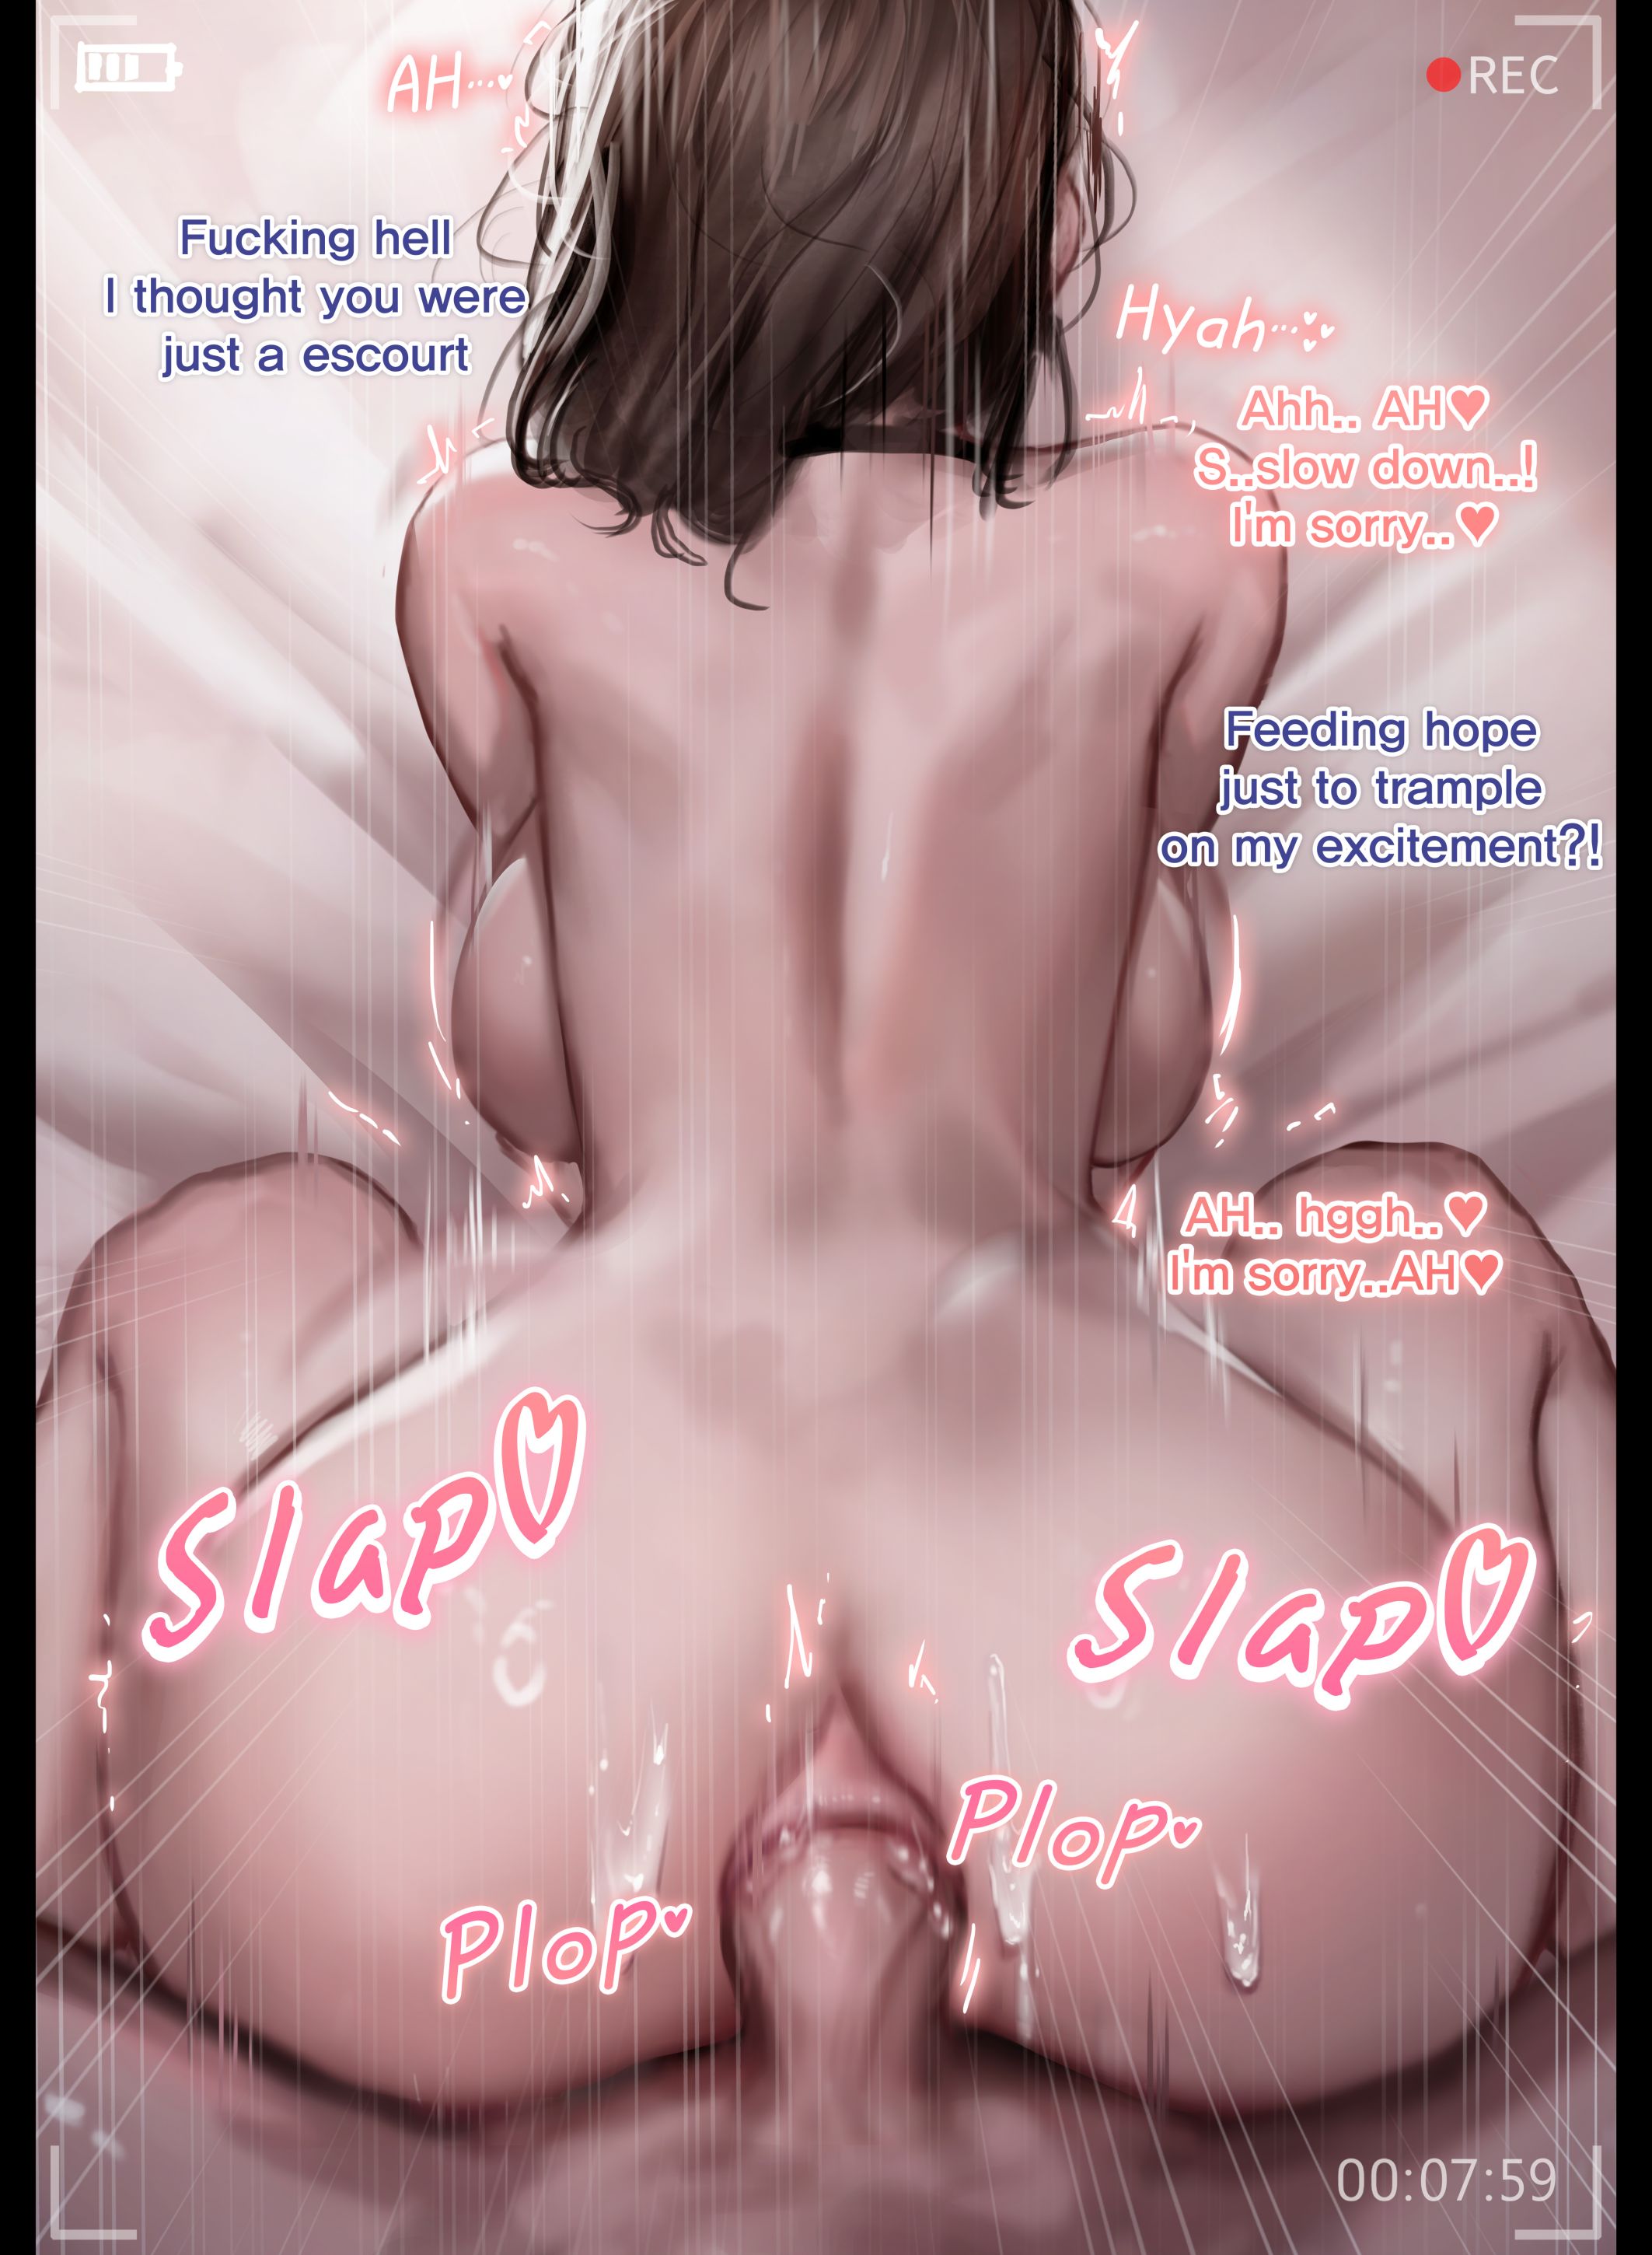 REC
AH...♥
Fucking hell
I thought you were
just a escourt
Hyah...♥♥♥
Ahh.. AH♥
S..slow down..!
I'm sorry..♥
Feeding hope
just to trample
on my excitement?!
AH.. hggh..♥
I'm sorry..AH♥
Slap♥
Slap♥
Plop♥
Plop♥
00:07:59